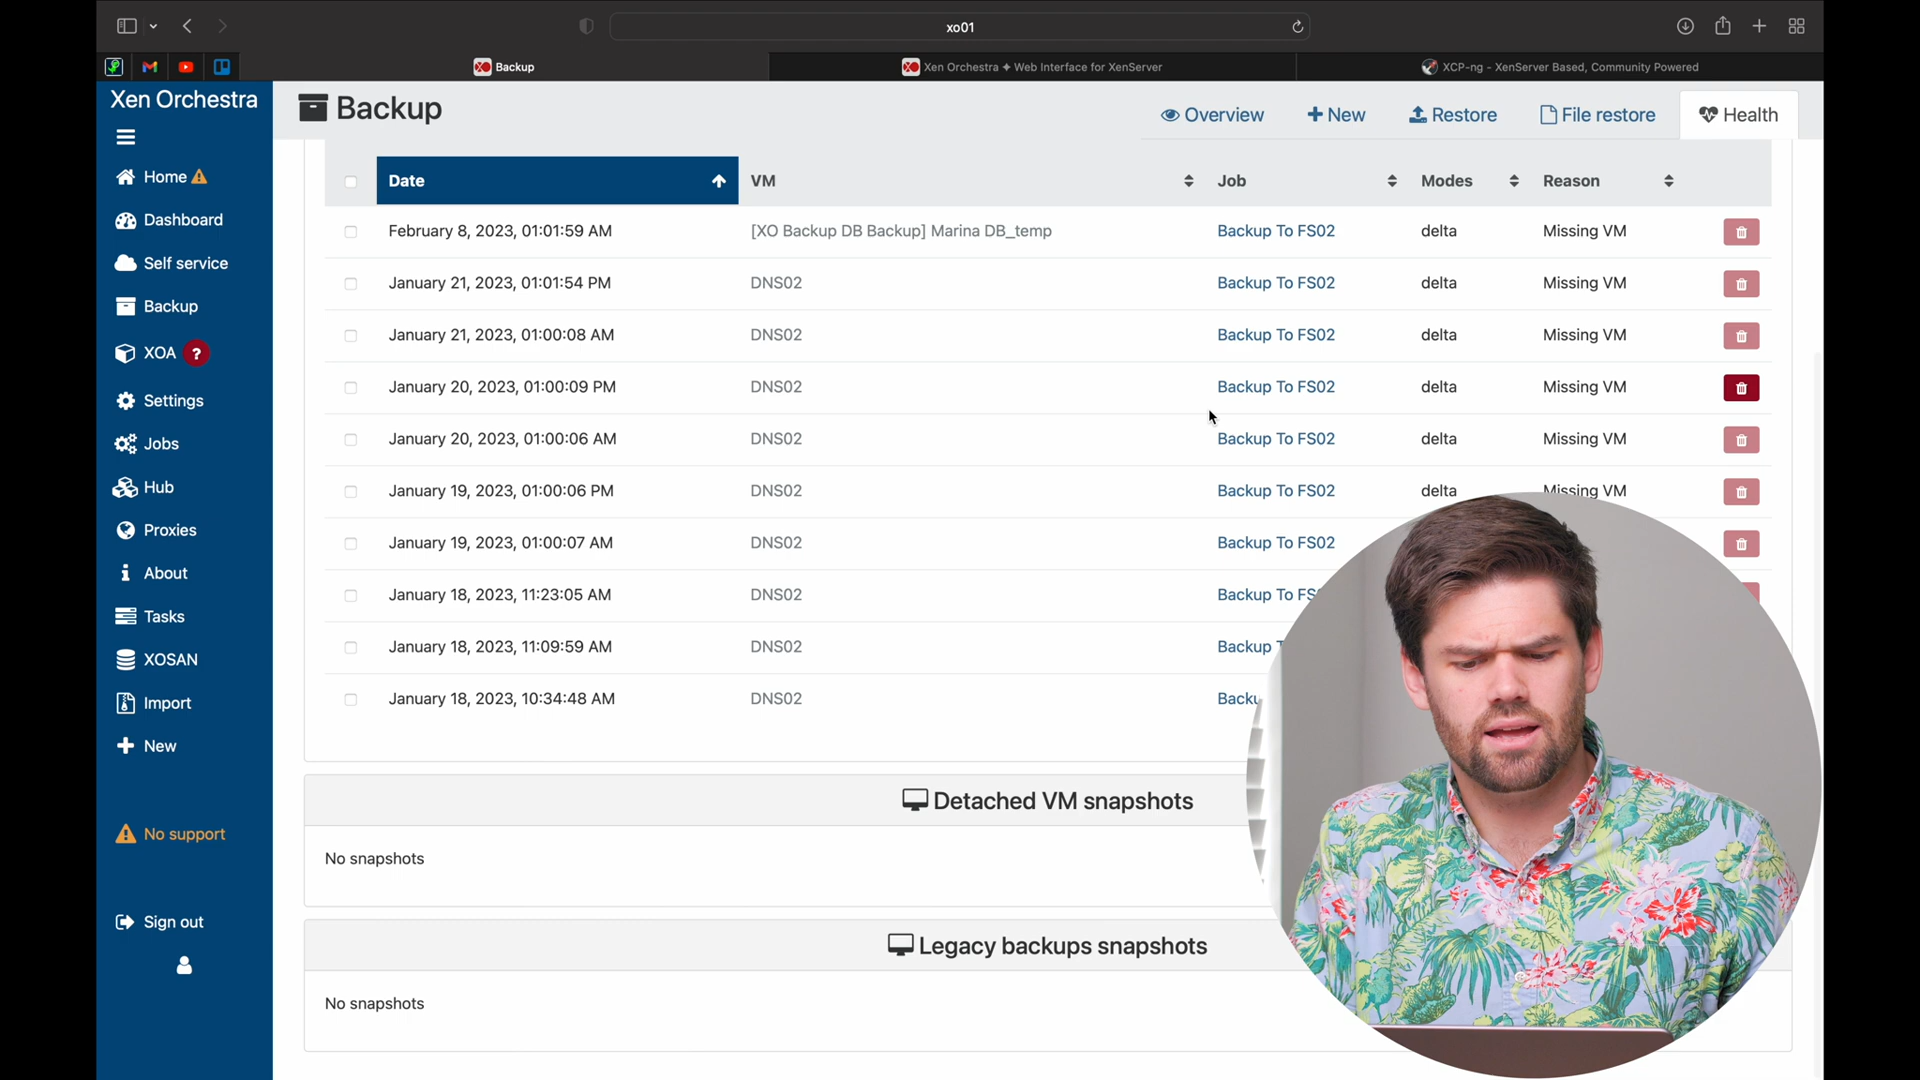 xo01
Backup
Xen Orchestra ✦ Web Interface for XenServer
XCP-ng - XenServer Based, Community Powered
Xen Orchestra
Home
Dashboard
Self service
Backup
XOA ?
Settings
Jobs
Hub
Proxies
About
Tasks
XOSAN
Import
New
No support
Sign out
Backup
Overview
New
Restore
File restore
Health
Date VM Job Modes Reason
February 8, 2023, 01:01:59 AM [XO Backup DB Backup] Marina DB_temp Backup To FS02 delta Missing VM
January 21, 2023, 01:01:54 PM DNS02 Backup To FS02 delta Missing VM
January 21, 2023, 01:00:08 AM DNS02 Backup To FS02 delta Missing VM
January 20, 2023, 01:00:09 PM DNS02 Backup To FS02 delta Missing VM
January 20, 2023, 01:00:06 AM DNS02 Backup To FS02 delta Missing VM
January 19, 2023, 01:00:06 PM DNS02 Backup To FS02 delta Missing VM
January 19, 2023, 01:00:07 AM DNS02 Backup To FS02
January 18, 2023, 11:23:05 AM DNS02 Backup To FS
January 18, 2023, 11:09:59 AM DNS02 Backup T
January 18, 2023, 10:34:48 AM DNS02 Backu
Detached VM snapshots
No snapshots
Legacy backups snapshots
No snapshots